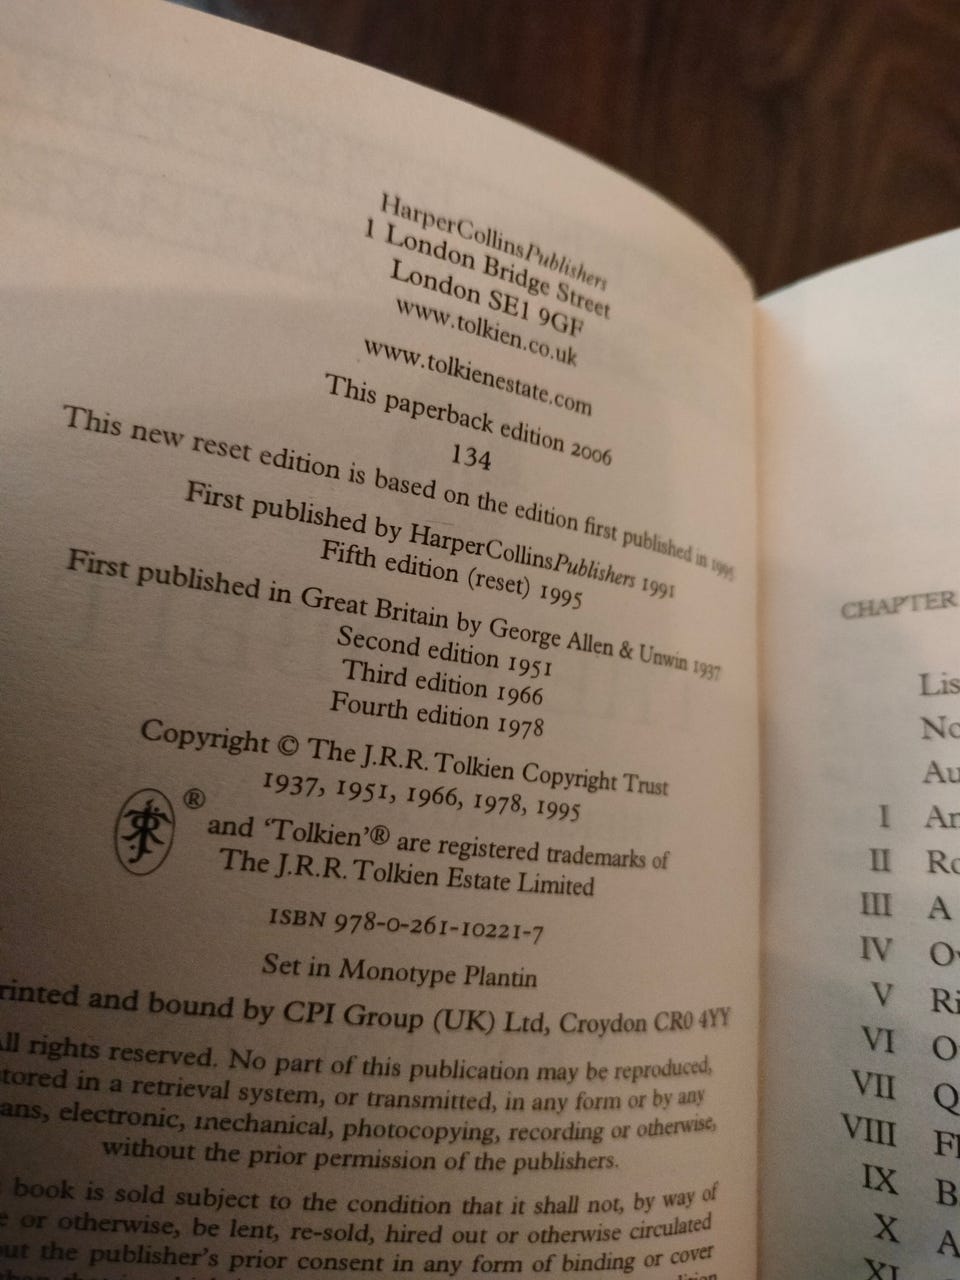 HarperCollinsPublishers
1 London Bridge Street
London SE1 9GF
www.tolkien.co.uk
www.tolkienestate.com
This paperback edition 2006
134
This new reset edition is based on the edition first published in 1995
First published by HarperCollinsPublishers 1991
Fifth edition (reset) 1995
First published in Great Britain by George Allen & Unwin 1937
Second edition 1951
Third edition 1966
Fourth edition 1978
Copyright © The J.R.R. Tolkien Copyright Trust
1937, 1951, 1966, 1978, 1995
® and ‘Tolkien’® are registered trademarks of
The J.R.R. Tolkien Estate Limited
ISBN 978-0-261-10221-7
Set in Monotype Plantin
rinted and bound by CPI Group (UK) Ltd, Croydon CR0 4YY
ll rights reserved. No part of this publication may be reproduced,
tored in a retrieval system, or transmitted, in any form or by any
ans, electronic, mechanical, photocopying, recording or otherwise,
without the prior permission of the publishers.
book is sold subject to the condition that it shall not, by way of
e or otherwise, be lent, re-sold, hired out or otherwise circulated
out the publisher's prior consent in any form of binding or cover
CHAPTER
Lis
No
Au
I An
II Ro
III A
IV Ov
V Ri
VI O
VII Q
VIII Fl
IX B
X A
XI